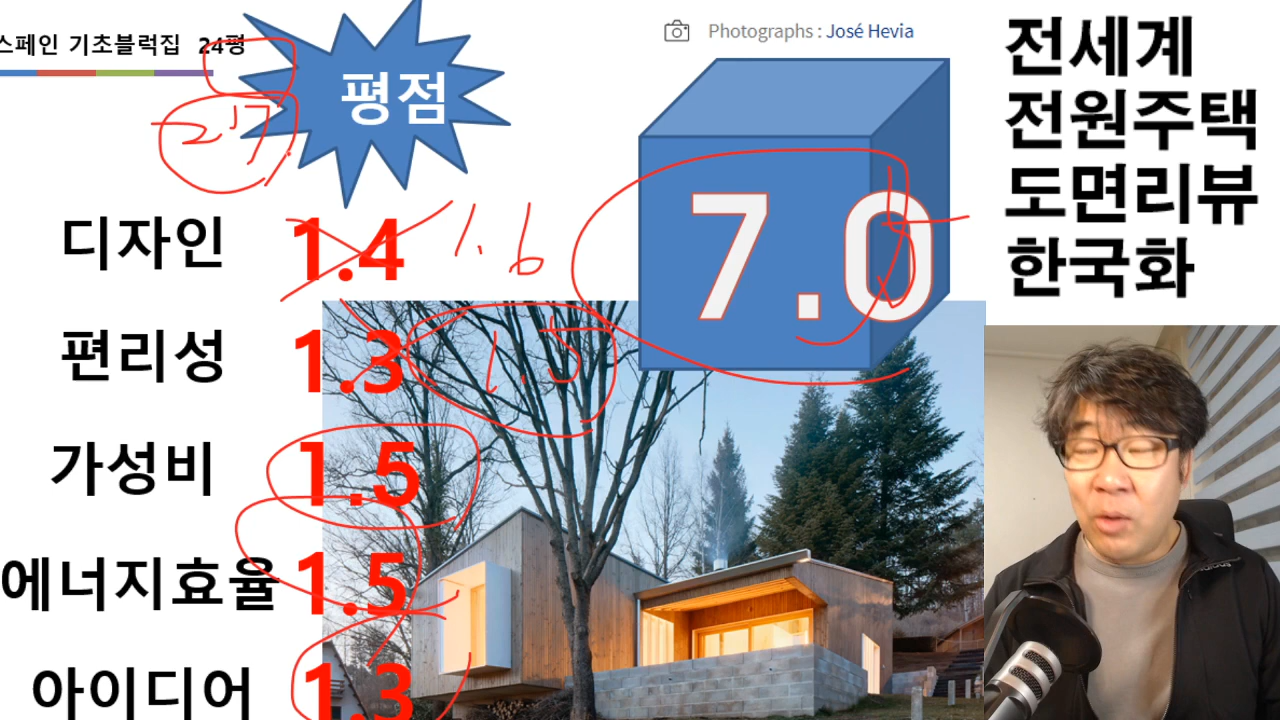 스페인 기초블럭집 24평
평점
Photographs : José Hevia
7.0
전세계
전원주택
도면리뷰
한국화
27
디자인 1.4 1.6
편리성 1.3 1.5
가성비 1.5
에너지효율 1.5
아이디어 1.3